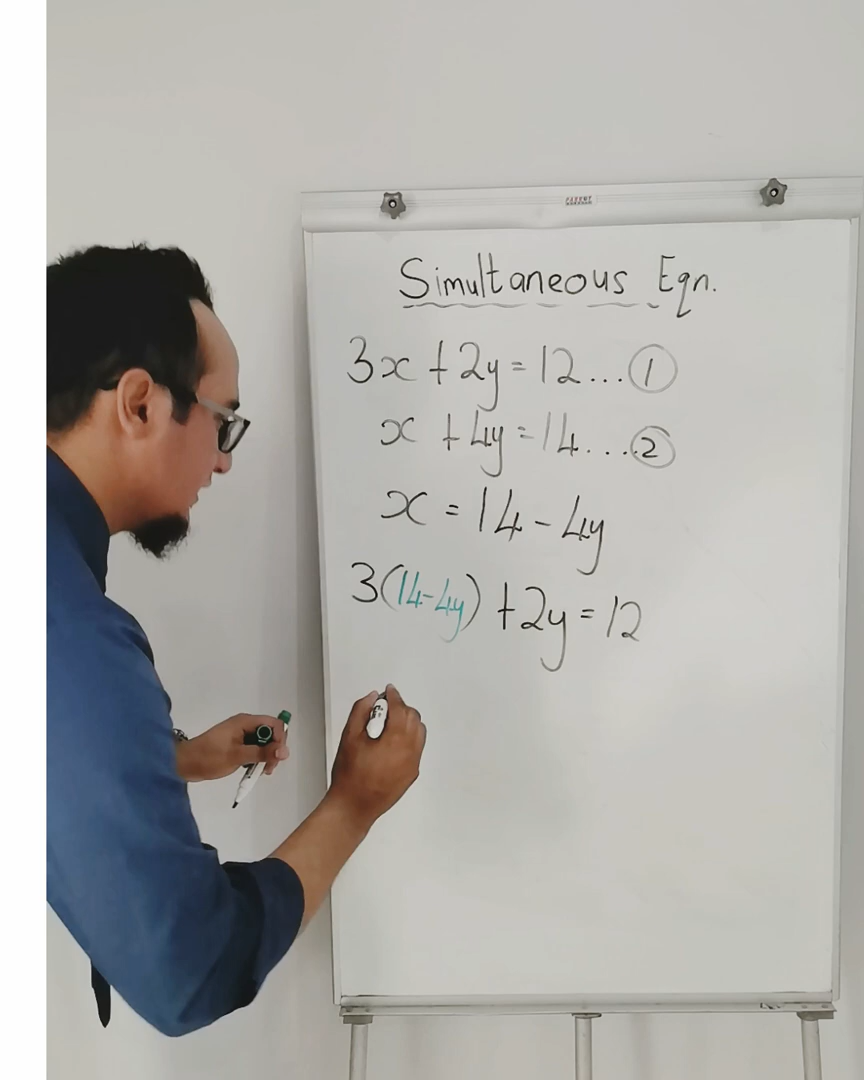 Simultaneous Eqn.
3x + 2y = 12 ... ①
x + 4y = 14 ... ②
x = 14 - 4y
3(14-4y) + 2y = 12